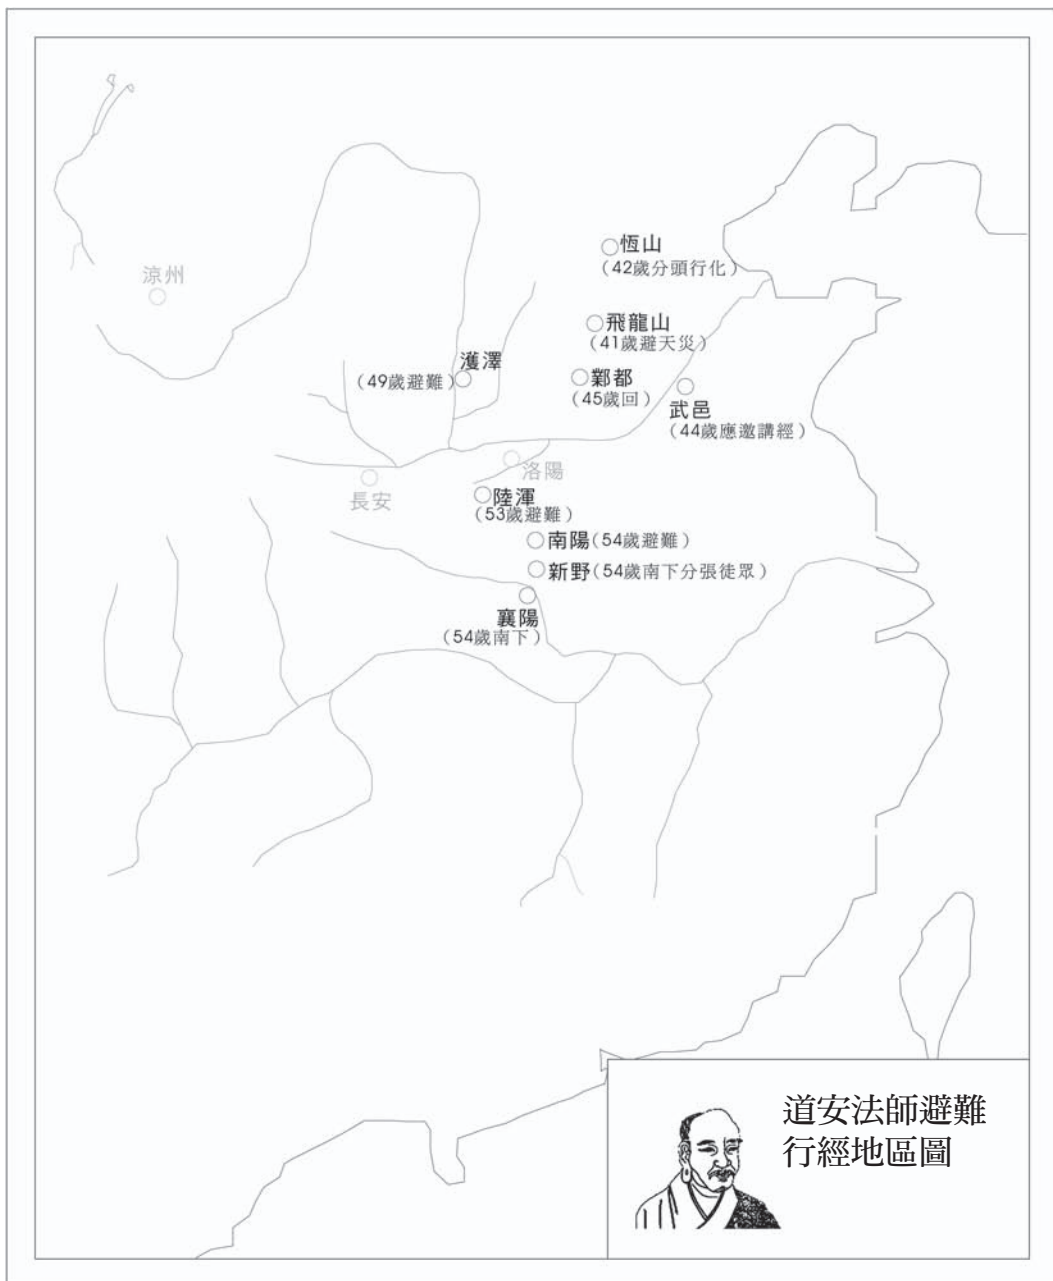 恆山
（42歲分頭行化）
涼州
飛龍山
（41歲避天災）
濩澤
（49歲避難）
鄴都
（45歲回）
武邑
（44歲應邀講經）
洛陽
長安
陸渾
（53歲避難）
南陽（54歲避難）
新野（54歲南下分張徒眾）
襄陽
（54歲南下）
道安法師避難
行經地區圖